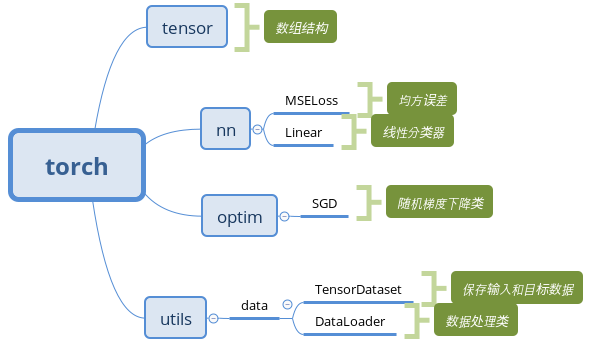 tensor
数组结构
torch
nn
MSELoss
均方误差
Linear
线性分类器
optim
SGD
随机梯度下降类
utils
data
TensorDataset
保存输入和目标数据
DataLoader
数据处理类